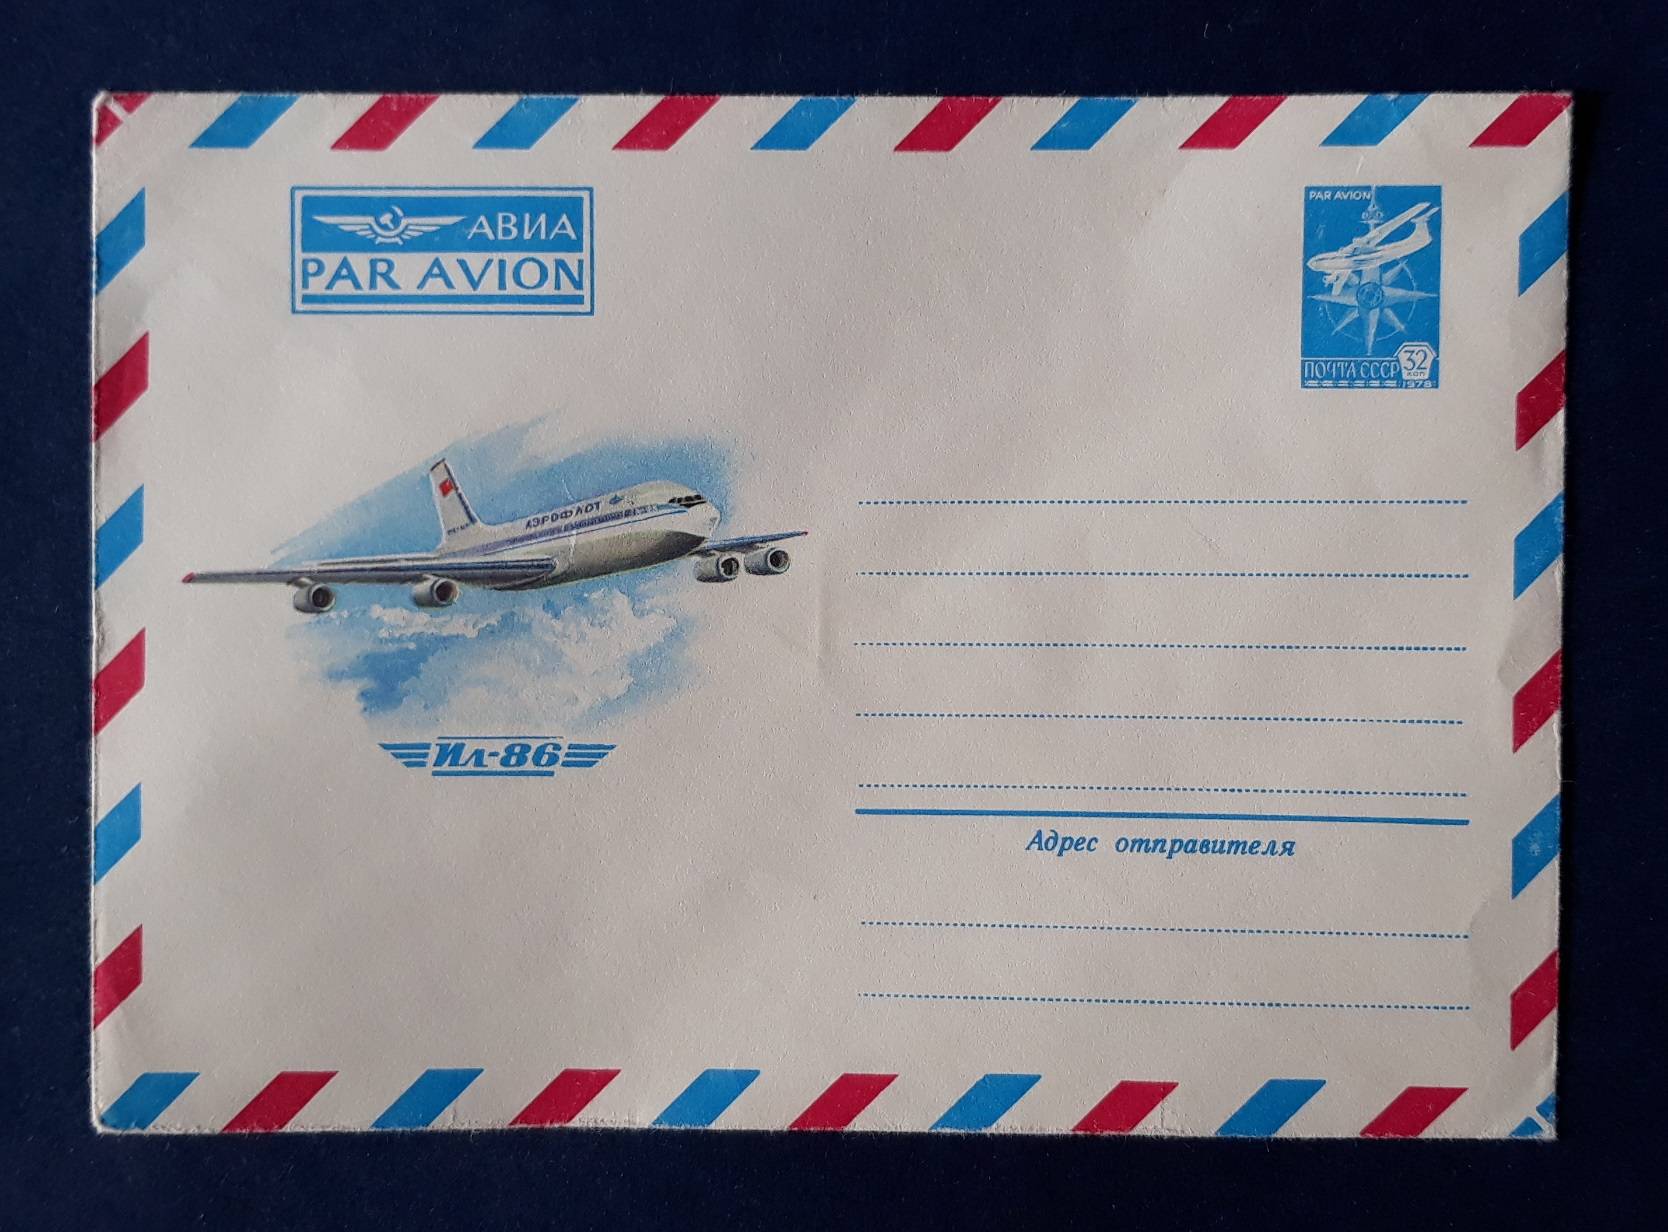 АВИА
PAR AVION
PAR AVION
ПОЧТА СССР
32
КОП
1978
АЭРОФЛОТ
Ил-86
Адрес отправителя